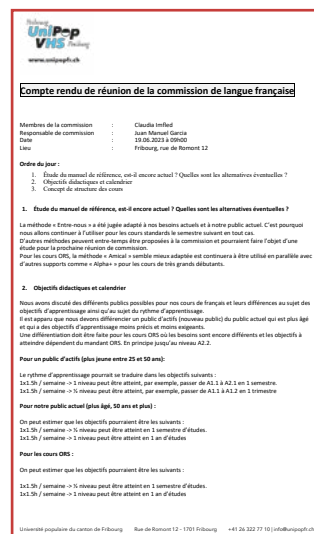 Fribourg
UniPop
VHS Freiburg
www.unipopfr.ch
Compte rendu de réunion de la commission de langue française
Membres de la commission : Claudia Imfled
Responsable de commission : Juan Manuel Garcia
Date : 19.06.2023 à 09h00
Lieu : Fribourg, rue de Romont 12
Ordre du jour :
1. Étude du manuel de référence, est-il encore actuel ? Quelles sont les alternatives éventuelles ?
2. Objectifs didactiques et calendrier
3. Concept de structure des cours
1. Étude du manuel de référence, est-il encore actuel ? Quelles sont les alternatives éventuelles ?
La méthode « Entre-nous » a été jugée adaptée à nos besoins actuels et à notre public actuel. C'est pourquoi
nous allons continuer à l'utiliser pour les cours standards le semestre suivant en tout cas.
D'autres méthodes peuvent entre-temps être proposées à la commission et pourraient faire l'objet d'une
étude pour la prochaine réunion de commission.
Pour les cours ORS, la méthode « Amical » semble mieux adaptée est continuera à être utilisé en parallèle avec
d'autres supports comme « Alpha+ » pour les cours de très grands débutants.
2. Objectifs didactiques et calendrier
Nous avons discuté des différents publics possibles pour nos cours de français et leurs différences au sujet des
objectifs d'apprentissage ainsi qu'au sujet du rythme d'apprentissage.
Il est apparu que nous devons différencier un public d'actifs (nouveau public) du public actuel qui est plus âgé
et qui a des objectifs d'apprentissage moins précis et moins exigeants.
Une différentiation doit être faite pour les cours ORS où les besoins sont encore différents et les objectifs à
atteindre dépendent du mandant ORS. En principe jusqu'au niveau A2.2.
Pour un public d'actifs (plus jeune entre 25 et 50 ans):
Le rythme d'apprentissage pourrait se traduire dans les objectifs suivants :
1x1.5h / semaine -> 1 niveau peut être atteint, par exemple, passer de A1.1 à A2.1 en 1 semestre.
1x1.5h / semaine -> ½ niveau peut être atteint, par exemple, passer de A1.1 à A1.2 en 1 trimestre
Pour notre public actuel (plus âgé, 50 ans et plus) :
On peut estimer que les objectifs pourraient être les suivants :
1x1.5h / semaine -> ½ niveau peut être atteint en 1 semestre d'études.
1x1.5h / semaine -> 1 niveau peut être atteint en 1 an d'études
Pour les cours ORS :
On peut estimer que les objectifs pourraient être les suivants :
1x1.5h / semaine -> ½ niveau peut être atteint en 1 semestre d'études.
1x1.5h / semaine -> 1 niveau peut être atteint en 1 an d'études
Université populaire du canton de Fribourg Rue de Romont 12 - 1701 Fribourg +41 26 322 77 10 | info@unipopfr.ch